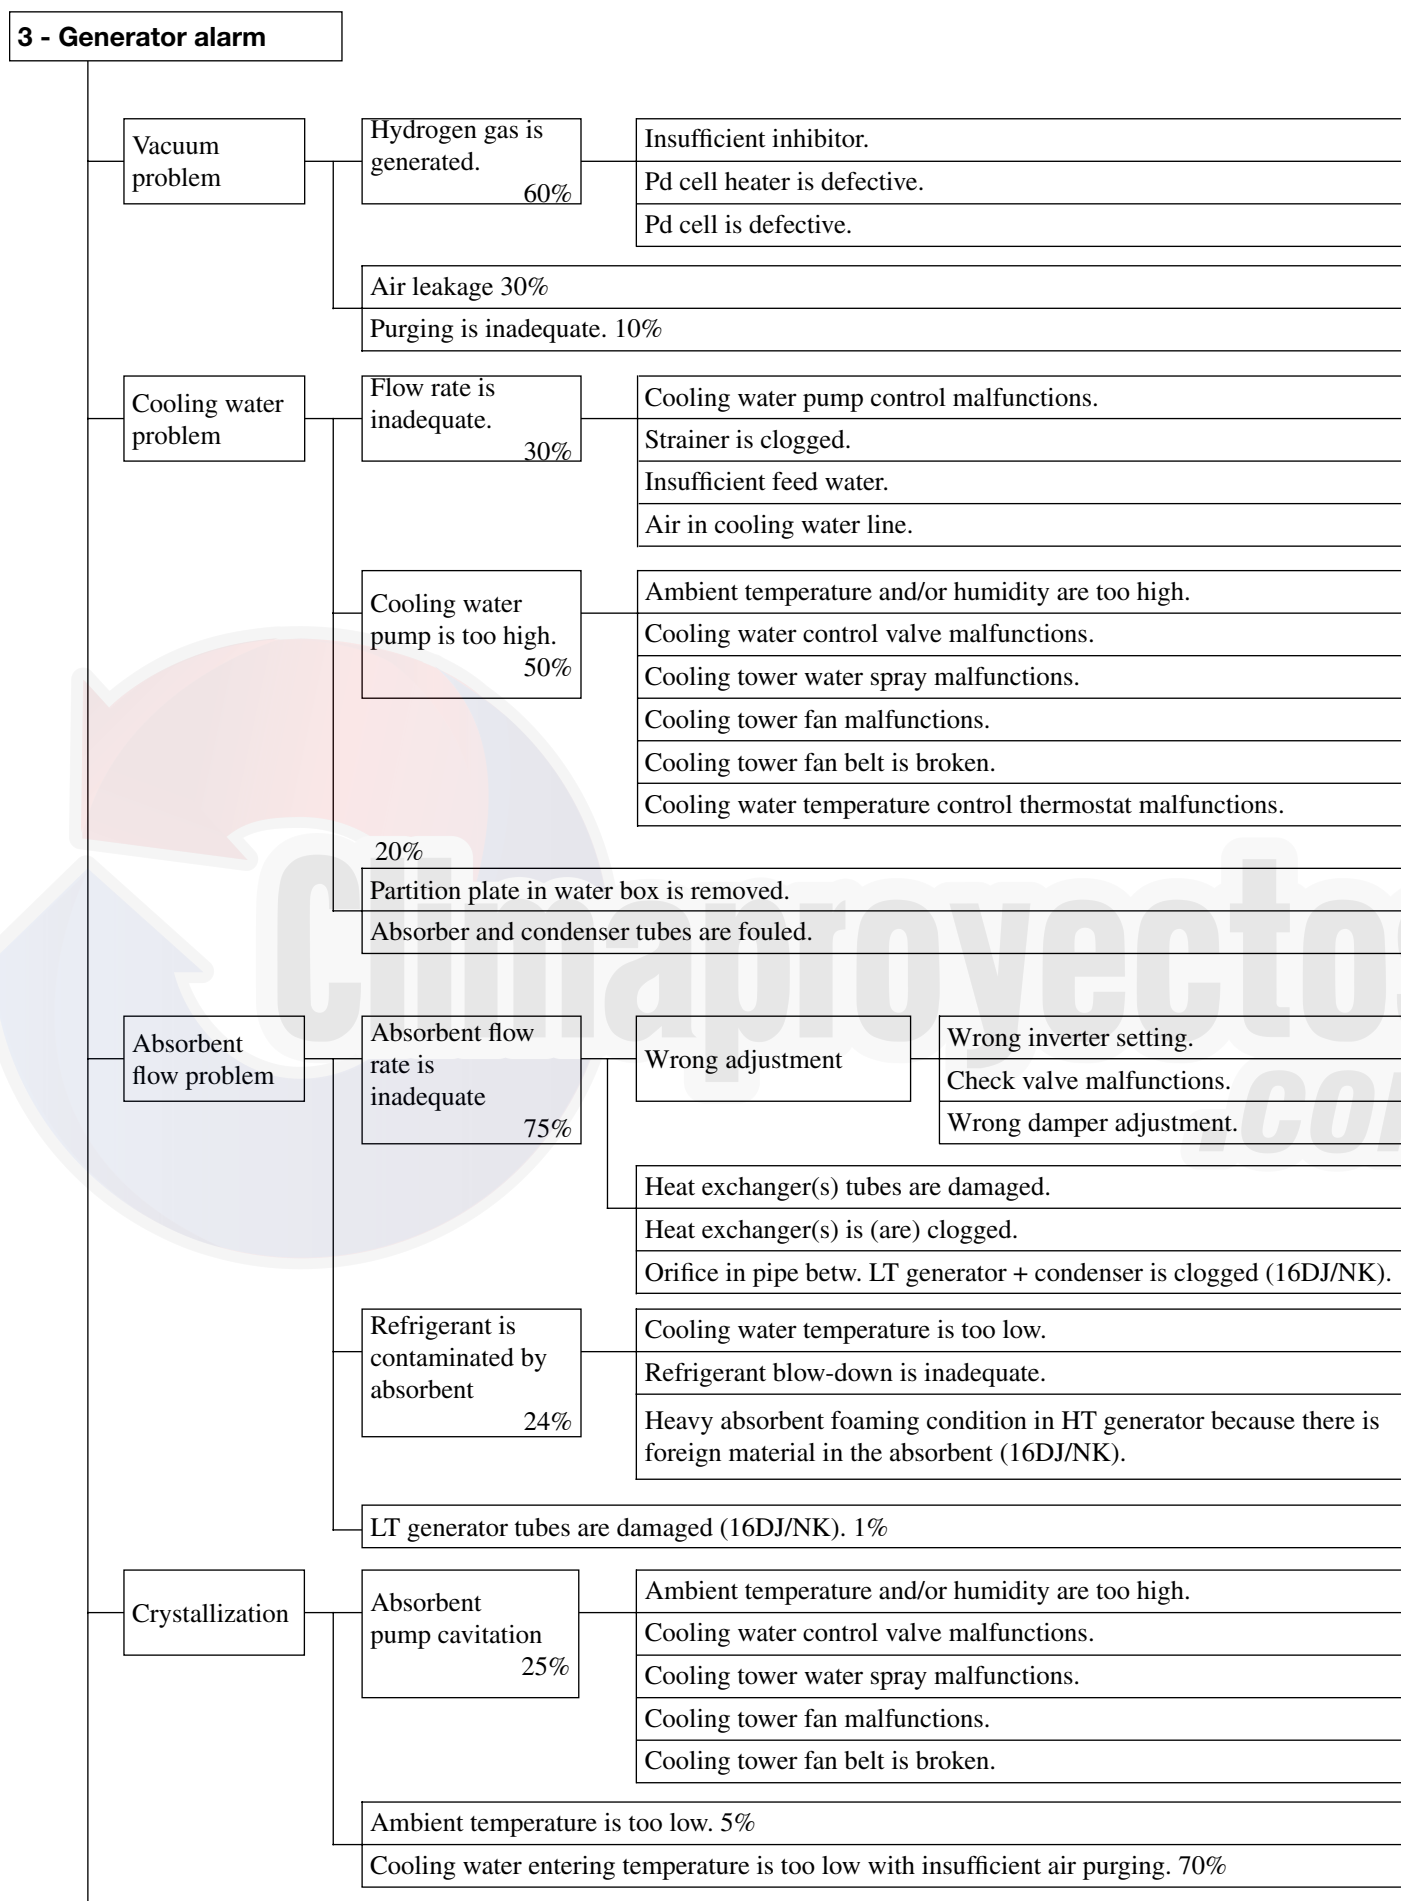 3 - Generator alarm
Vacuum
problem
Hydrogen gas is
generated.
60%
Insufficient inhibitor.
Pd cell heater is defective.
Pd cell is defective.
Air leakage 30%
Purging is inadequate. 10%
Cooling water
problem
Flow rate is
inadequate.
30%
Cooling water pump control malfunctions.
Strainer is clogged.
Insufficient feed water.
Air in cooling water line.
Cooling water
pump is too high.
50%
Ambient temperature and/or humidity are too high.
Cooling water control valve malfunctions.
Cooling tower water spray malfunctions.
Cooling tower fan malfunctions.
Cooling tower fan belt is broken.
Cooling water temperature control thermostat malfunctions.
20%
Partition plate in water box is removed.
Absorber and condenser tubes are fouled.
Climaproyectos
.com
Absorbent
flow problem
Absorbent flow
rate is
inadequate
75%
Wrong adjustment
Wrong inverter setting.
Check valve malfunctions.
Wrong damper adjustment.
Heat exchanger(s) tubes are damaged.
Heat exchanger(s) is (are) clogged.
Orifice in pipe betw. LT generator + condenser is clogged (16DJ/NK).
Refrigerant is
contaminated by
absorbent
24%
Cooling water temperature is too low.
Refrigerant blow-down is inadequate.
Heavy absorbent foaming condition in HT generator because there is
foreign material in the absorbent (16DJ/NK).
LT generator tubes are damaged (16DJ/NK). 1%
Crystallization
Absorbent
pump cavitation
25%
Ambient temperature and/or humidity are too high.
Cooling water control valve malfunctions.
Cooling tower water spray malfunctions.
Cooling tower fan malfunctions.
Cooling tower fan belt is broken.
Ambient temperature is too low. 5%
Cooling water entering temperature is too low with insufficient air purging. 70%